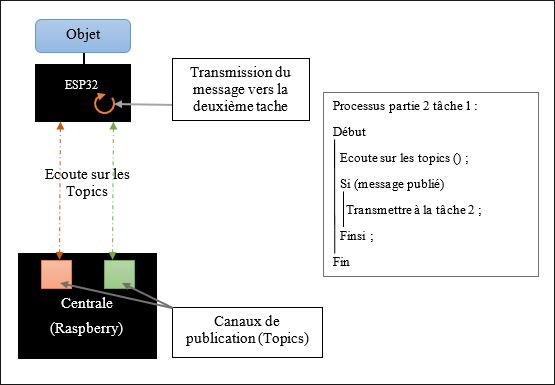 Objet
ESP32
Transmission du
message vers la
deuxième tache
Ecoute sur les
Topics
Centrale
(Raspberry)
Canaux de
publication (Topics)
Processus partie 2 tâche 1 :
Début
Ecoute sur les topics () ;
Si (message publié)
Transmettre à la tâche 2 ;
Finsi ;
Fin